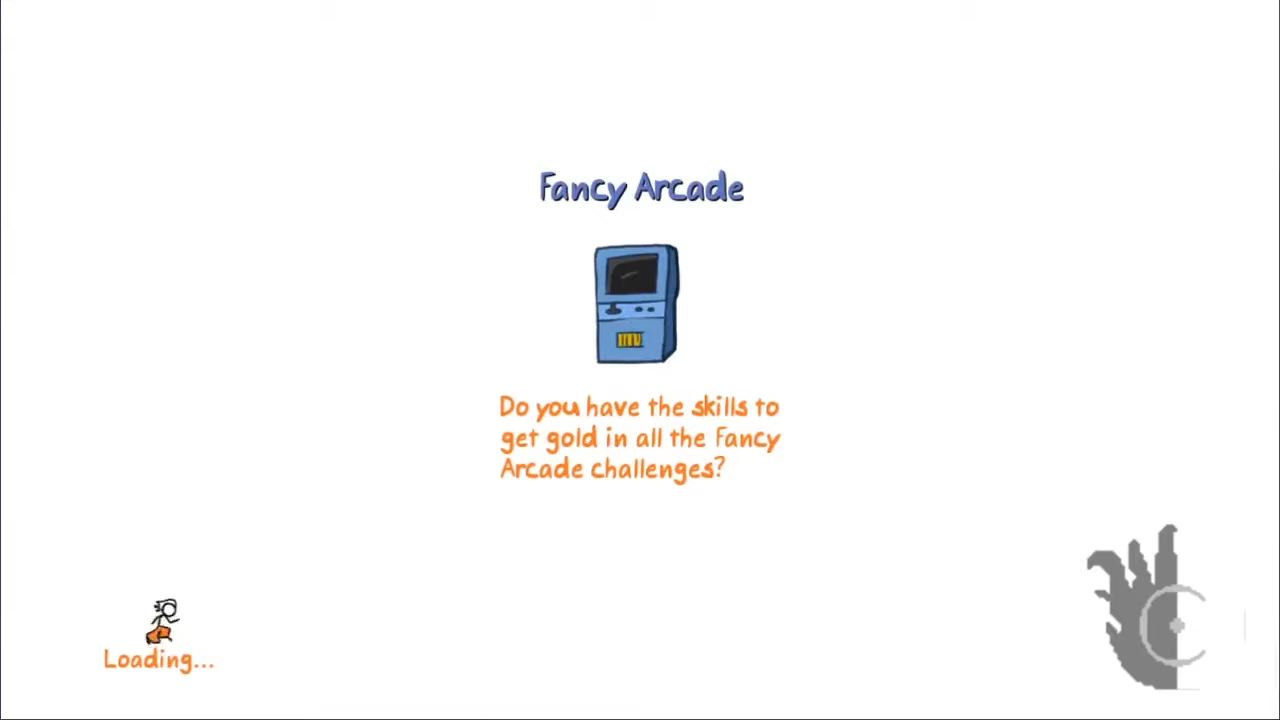 Fancy Arcade
Do you have the skills to
get gold in all the Fancy
Arcade challenges?
Loading...